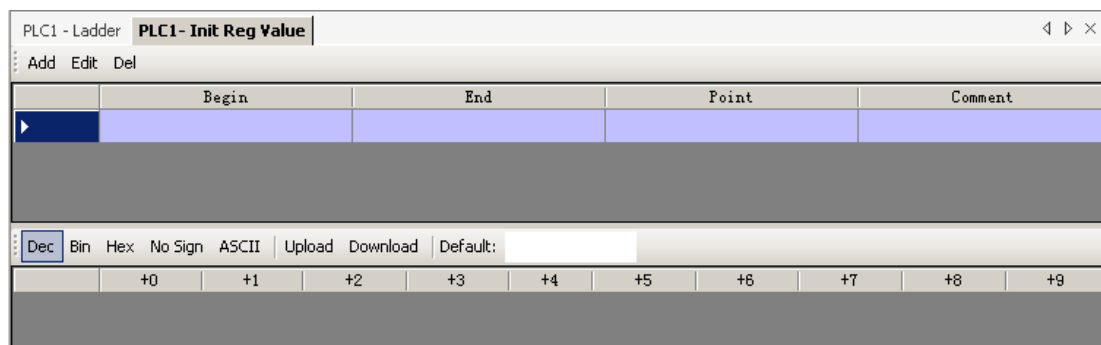 PLC1 - Ladder PLC1- Init Reg Value
Add Edit Del
Begin End Point Comment
Dec Bin Hex No Sign ASCII Upload Download Default:
+0 +1 +2 +3 +4 +5 +6 +7 +8 +9